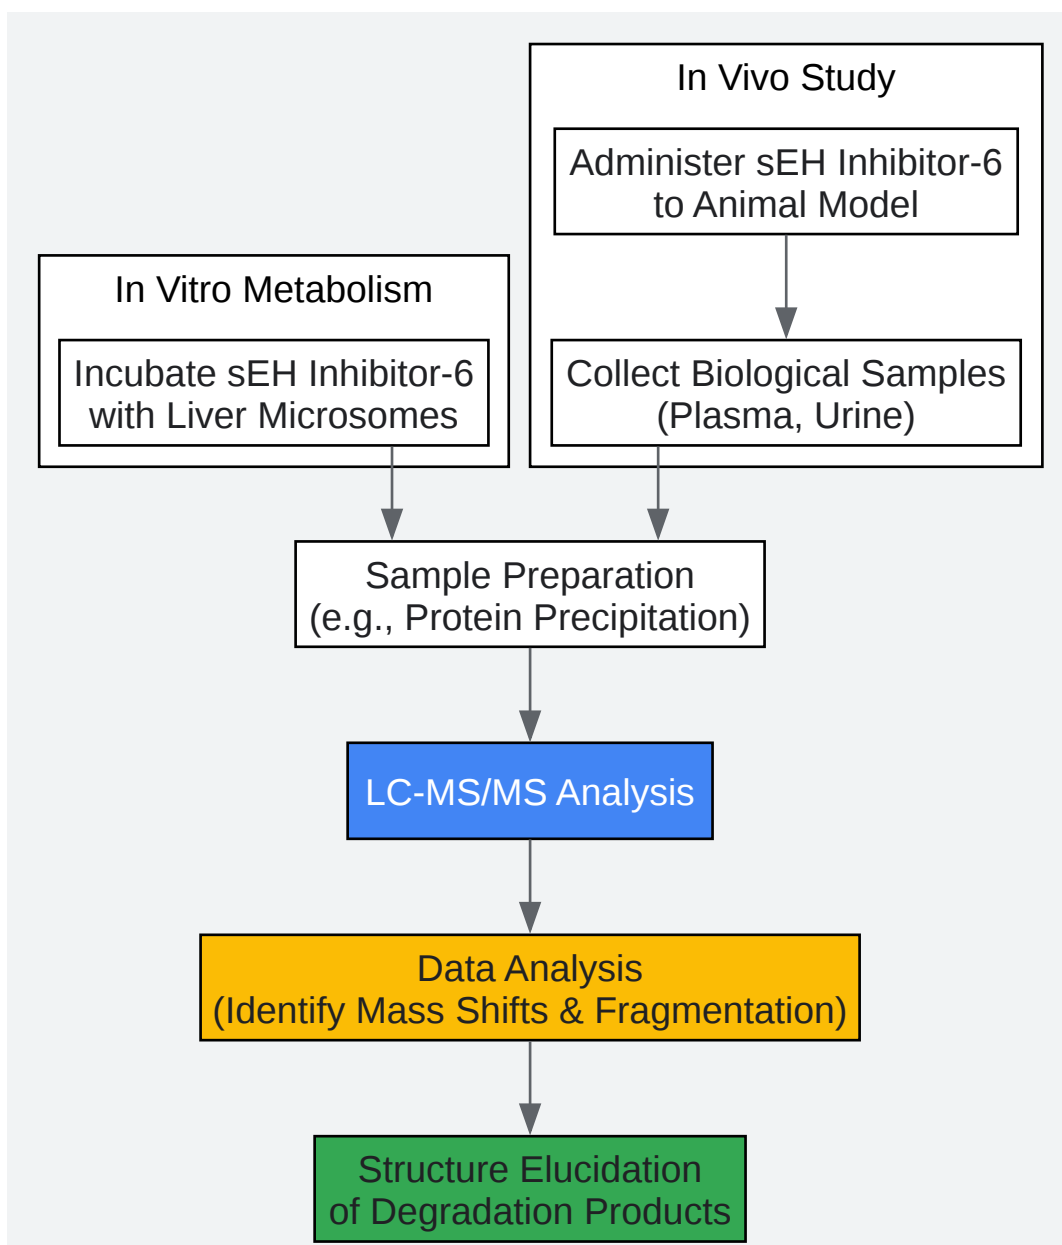 In Vivo Study
Administer sEH Inhibitor-6
to Animal Model
In Vitro Metabolism
Incubate sEH Inhibitor-6
with Liver Microsomes
Collect Biological Samples
(Plasma, Urine)
Sample Preparation
(e.g., Protein Precipitation)
LC-MS/MS Analysis
Data Analysis
(Identify Mass Shifts & Fragmentation)
Structure Elucidation
of Degradation Products